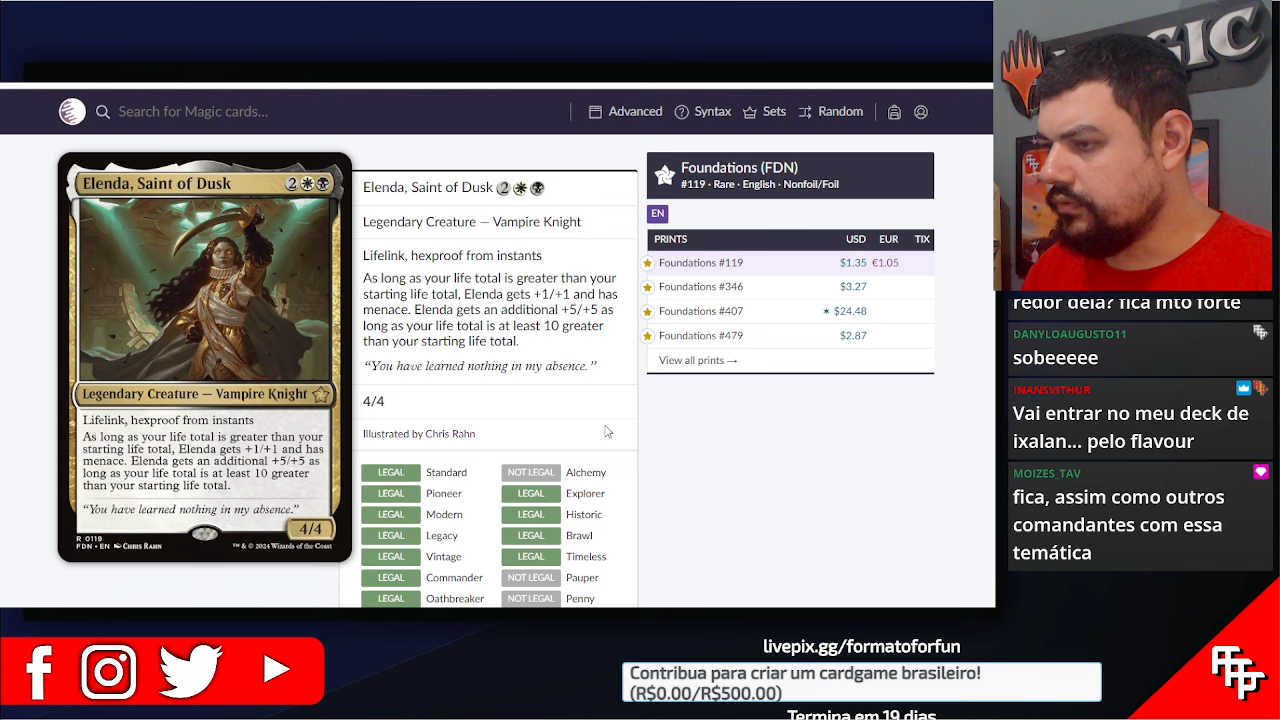 Search for Magic cards...
Advanced
Syntax
Sets
Random
Elenda, Saint of Dusk 2
Legendary Creature — Vampire Knight
Lifelink, hexproof from instants
As long as your life total is greater than your
starting life total, Elenda gets +1/+1 and has
menace. Elenda gets an additional +5/+5 as
long as your life total is at least 10 greater
than your starting life total.
“You have learned nothing in my absence.”
4/4
R 0119
FDN • EN CHRIS RAHN
™ & © 2024 Wizards of the Coast
Elenda, Saint of Dusk 2
Legendary Creature — Vampire Knight
Lifelink, hexproof from instants
As long as your life total is greater than your
starting life total, Elenda gets +1/+1 and has
menace. Elenda gets an additional +5/+5 as
long as your life total is at least 10 greater
than your starting life total.
“You have learned nothing in my absence.”
4/4
Illustrated by Chris Rahn
LEGAL Standard NOT LEGAL Alchemy
LEGAL Pioneer LEGAL Explorer
LEGAL Modern LEGAL Historic
LEGAL Legacy LEGAL Brawl
LEGAL Vintage LEGAL Timeless
LEGAL Commander NOT LEGAL Pauper
LEGAL Oathbreaker NOT LEGAL Penny
Foundations (FDN)
#119 · Rare · English · Nonfoil/Foil
EN
PRINTS USD EUR TIX
Foundations #119 $1.35 €1.05
Foundations #346 $3.27
Foundations #407 ✶ $24.48
Foundations #479 $2.87
View all prints →
MAGIC
redor dela? fica mto forte
DANYLOAUGUSTO11
sobeeeee
INANSVITHUR
Vai entrar no meu deck de
ixalan... pelo flavour
MOIZES_TAV
fica, assim como outros
comandantes com essa
temática
livepix.gg/formatoforfun
Contribua para criar um cardgame brasileiro!
(R$0.00/R$500.00)
Termina em 19 dias